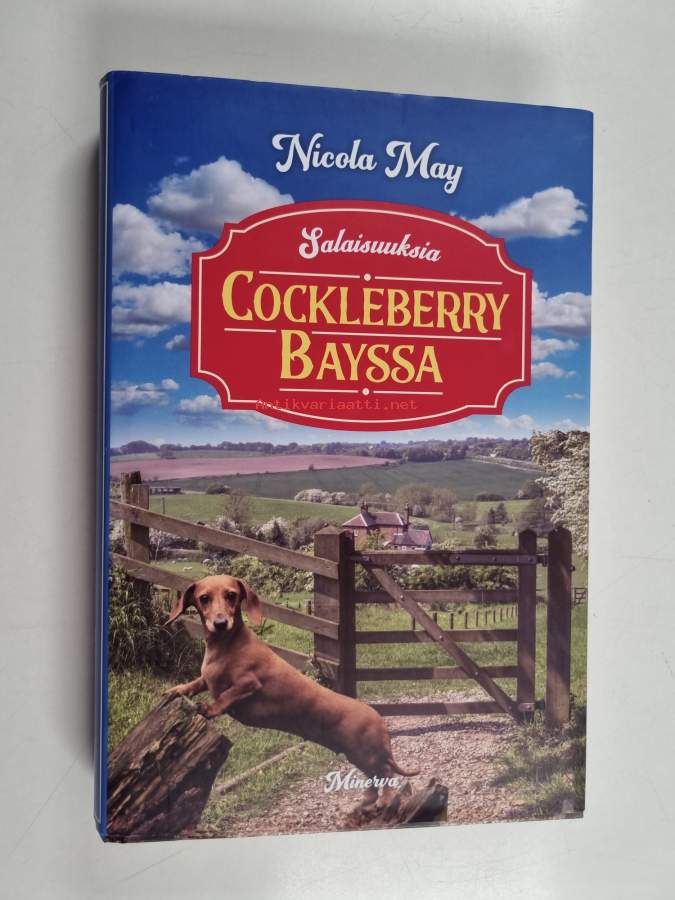 Nicola May
Salaisuuksia
COCKLEBERRY
BAYSSA
Antikvariaatti.net
Minerva